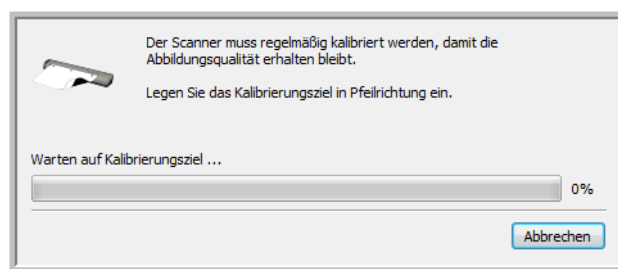 Der Scanner muss regelmäßig kalibriert werden, damit die
Abbildungsqualität erhalten bleibt.
Legen Sie das Kalibrierungsziel in Pfeilrichtung ein.
Warten auf Kalibrierungsziel ...
0%
Abbrechen